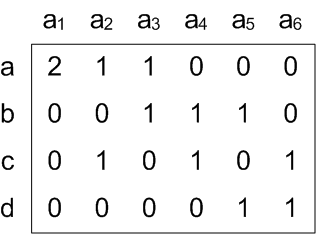 a₁ a₂ a₃ a₄ a₅ a₆
a 2 1 1 0 0 0
b 0 0 1 1 1 0
c 0 1 0 1 0 1
d 0 0 0 0 1 1